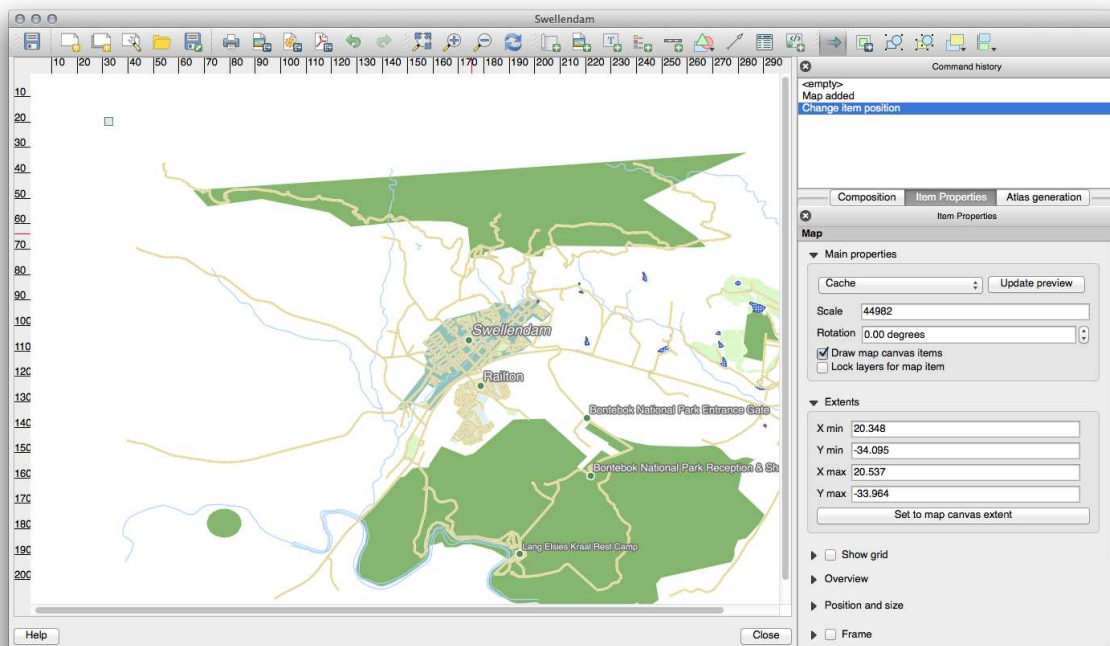 Swellendam
10 20 30 40 50 60 70 80 90 100 110 120 130 140 150 160 170 180 190 200 210 220 230 240 250 260 270 280 290
10
20
30
40
50
60
70
80
90
100
110
120
130
140
150
160
170
180
190
200
Swellendam
Railton
Bontebok National Park Entrance Gate
Bontebok National Park Reception & Sh
Lang Elsies Kraal Rest Camp
Help
Close
Command history
<empty>
Map added
Change item position
Composition Item Properties Atlas generation
Item Properties
Map
Main properties
Cache Update preview
Scale 44982
Rotation 0.00 degrees
Draw map canvas items
Lock layers for map item
Extents
X min 20.348
Y min -34.095
X max 20.537
Y max -33.964
Set to map canvas extent
Show grid
Overview
Position and size
Frame